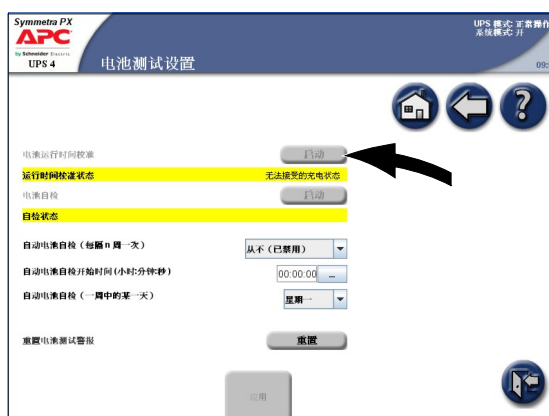 Symmetra PX
APC
by Schneider Electric
UPS 4
电池测试设置
UPS 模式: 正常操作
系统模式: 开
09:
电池运行时间校准
启动
运行时间校准状态
无法接受的充电状态
电池自检
启动
自检状态
自动电池自检（每隔 n 周一次）
从不（已禁用）
自动电池自检开始时间 (小时:分钟:秒)
00:00:00 ...
自动电池自检（一周中的某一天）
星期一
重置电池测试警报
重置
应用